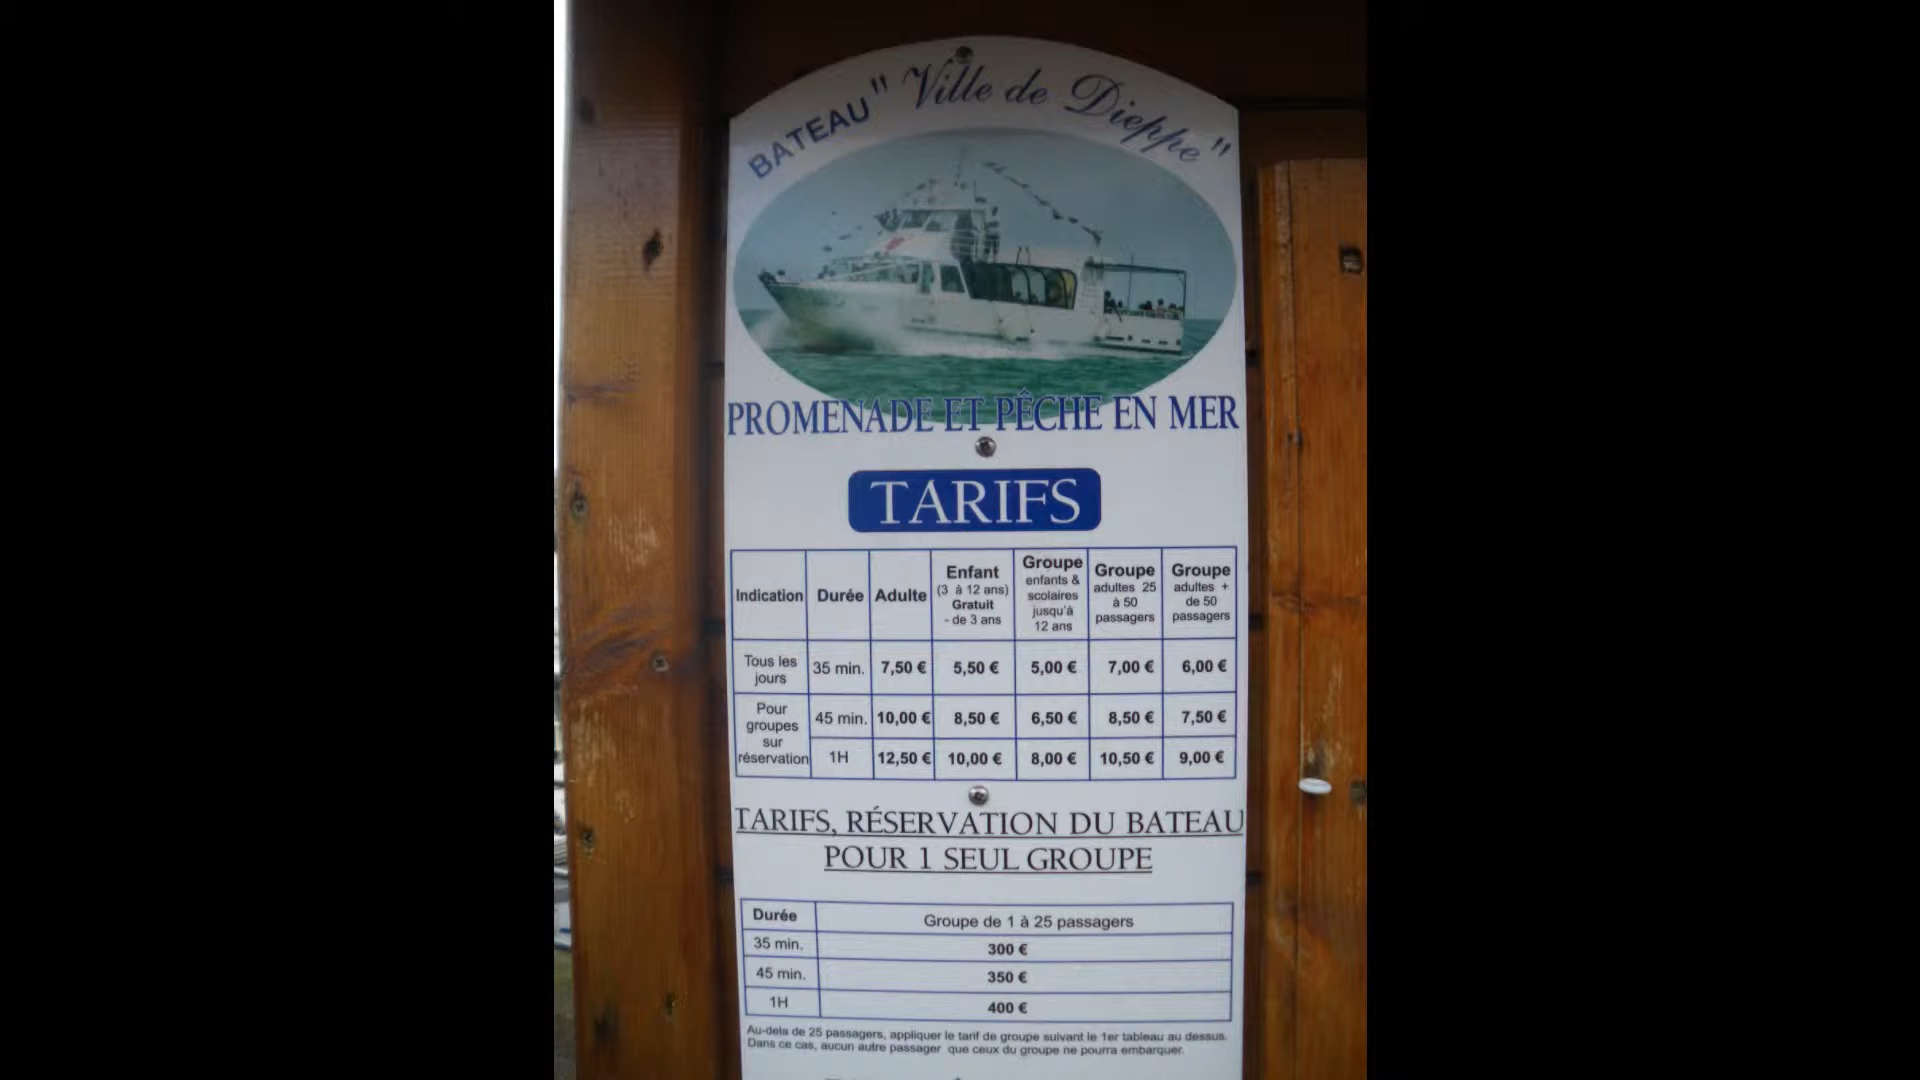 BATEAU " Ville de Dieppe "
PROMENADE ET PÊCHE EN MER
TARIFS
Indication Durée Adulte Enfant (3 à 12 ans) Gratuit - de 3 ans Groupe enfants & scolaires jusqu'à 12 ans Groupe adultes 25 à 50 passagers Groupe adultes + de 50 passagers
Tous les jours 35 min. 7,50 € 5,50 € 5,00 € 7,00 € 6,00 €
Pour groupes sur réservation 45 min. 10,00 € 8,50 € 6,50 € 8,50 € 7,50 €
1H 12,50 € 10,00 € 8,00 € 10,50 € 9,00 €
TARIFS, RÉSERVATION DU BATEAU
POUR 1 SEUL GROUPE
Durée Groupe de 1 à 25 passagers
35 min. 300 €
45 min. 350 €
1H 400 €
Au-dela de 25 passagers, appliquer le tarif de groupe suivant le 1er tableau au dessus.
Dans ce cas, aucun autre passager que ceux du groupe ne pourra embarquer.